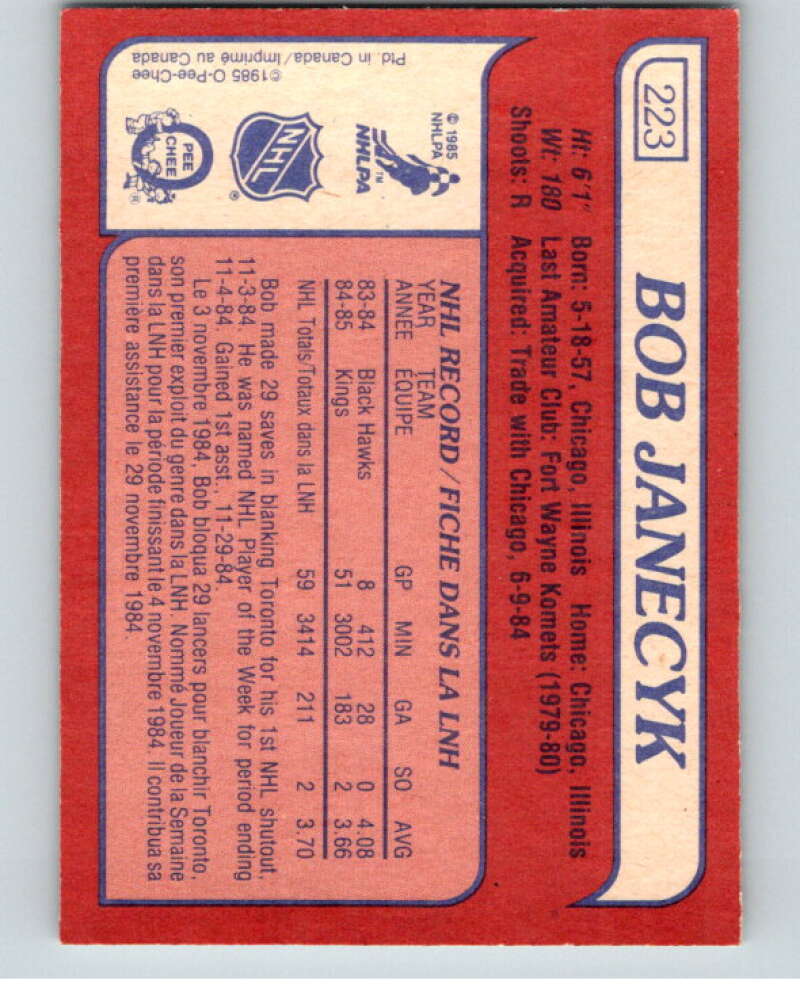 223
BOB JANECYK
Ht: 6'1" Born: 5-18-57, Chicago, Illinois Home: Chicago, Illinois
Wt: 180 Last Amateur Club: Fort Wayne Komets (1979-80)
Shoots: R Acquired: Trade with Chicago, 6-9-84
© 1985
NHLPA
NHLPA™
NHL®
O
PEE
CHEE
®
©1985 O-Pee-Chee
Ptd. in Canada/Imprimé au Canada
NHL RECORD/FICHE DANS LA LNH
YEAR TEAM
ANNEE EQUIPE GP MIN GA SO AVG
83-84 Black Hawks 8 412 28 0 4.08
84-85 Kings 51 3002 183 2 3.66
NHL Totals/Totaux dans la LNH 59 3414 211 2 3.70
Bob made 29 saves in blanking Toronto for his 1st NHL shutout,
11-3-84. He was named NHL Player of the Week for period ending
11-4-84. Gained 1st asst., 11-29-84.
Le 3 novembre 1984, Bob bloqua 29 lancers pour blanchir Toronto,
son premier exploit du genre dans la LNH. Nommé Joueur de la Semaine
dans la LNH pour la période finissant le 4 novembre 1984. Il contribua sa
première assistance le 29 novembre 1984.